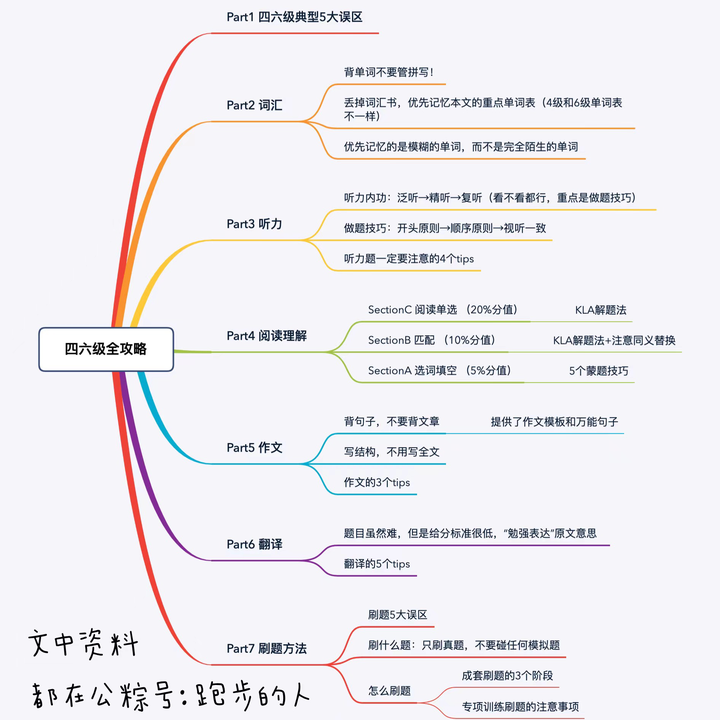 四六级全攻略
Part1 四六级典型5大误区
Part2 词汇
背单词不要管拼写！
丢掉词汇书，优先记忆本文的重点单词表（4级和6级单词表
不一样）
优先记忆的是模糊的单词，而不是完全陌生的单词
Part3 听力
听力内功：泛听→精听→复听（看不看都行，重点是做题技巧）
做题技巧：开头原则→顺序原则→视听一致
听力题一定要注意的4个tips
Part4 阅读理解
SectionC 阅读单选 （20%分值） KLA解题法
SectionB 匹配 （10%分值） KLA解题法+注意同义替换
SectionA 选词填空 （5%分值） 5个蒙题技巧
Part5 作文
背句子，不要背文章 提供了作文模板和万能句子
写结构，不用写全文
作文的3个tips
Part6 翻译
题目虽然难，但是给分标准很低，“勉强表达”原文意思
翻译的5个tips
Part7 刷题方法
刷题5大误区
刷什么题：只刷真题，不要碰任何模拟题
怎么刷题
成套刷题的3个阶段
专项训练刷题的注意事项
文中资料
都在公粽号：跑步的人